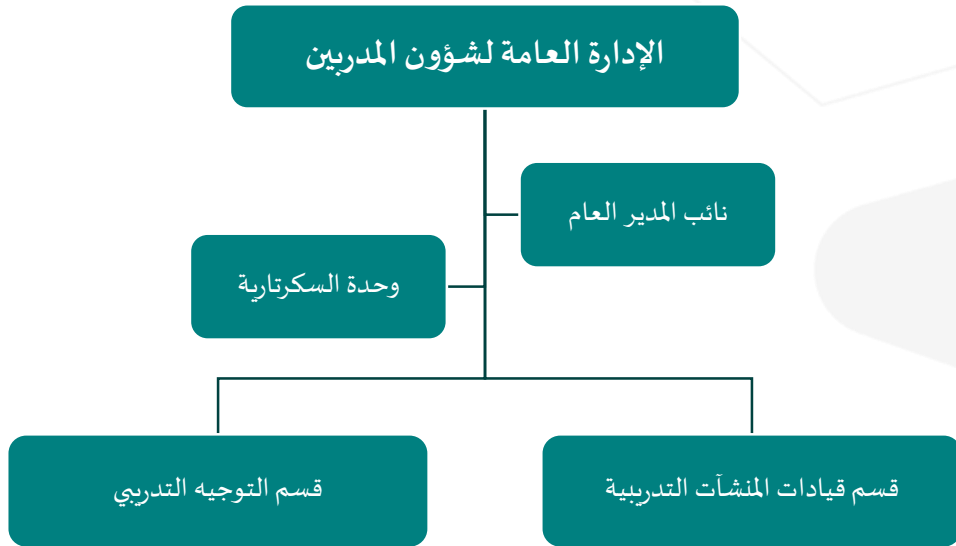 الإدارة العامة لشؤون المدربين
نائب المدير العام
وحدة السكرتارية
قسم قيادات المنشآت التدريبية
قسم التوجيه التدريبي